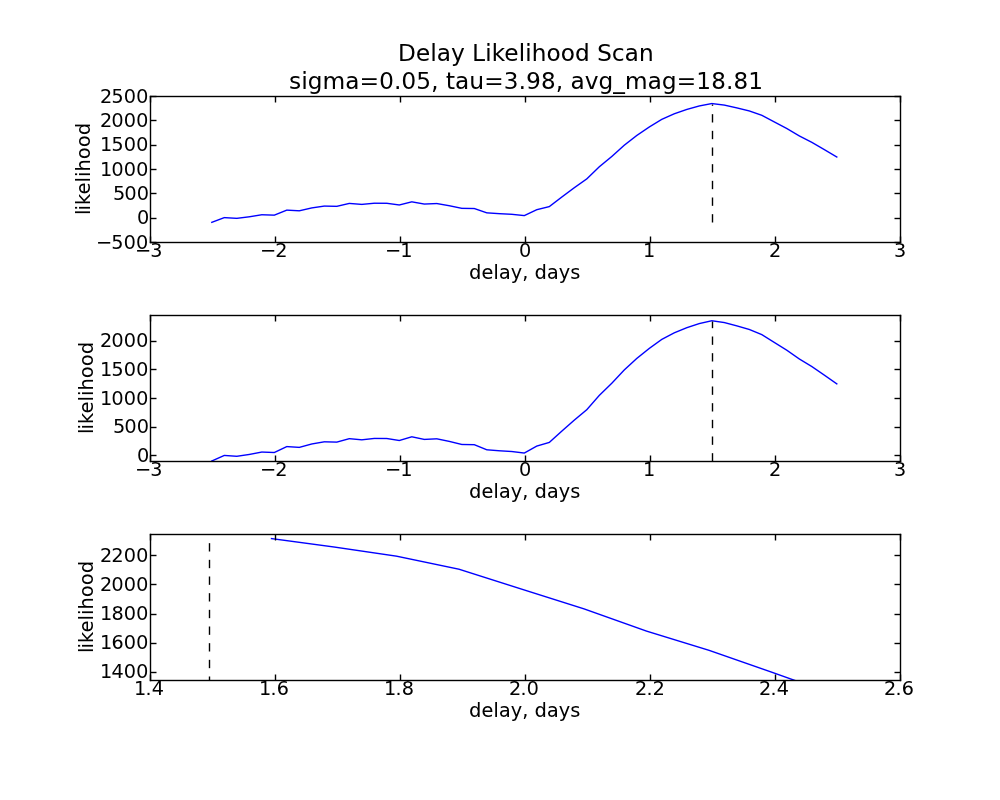 Delay Likelihood Scan
sigma=0.05, tau=3.98, avg_mag=18.81
2500
2000
1500
1000
500
0
−500
likelihood
−3 −2 −1 0 1 2 3
delay, days
2000
1500
1000
500
0
likelihood
−3 −2 −1 0 1 2 3
delay, days
2200
2000
1800
1600
1400
likelihood
1.4 1.6 1.8 2.0 2.2 2.4 2.6
delay, days